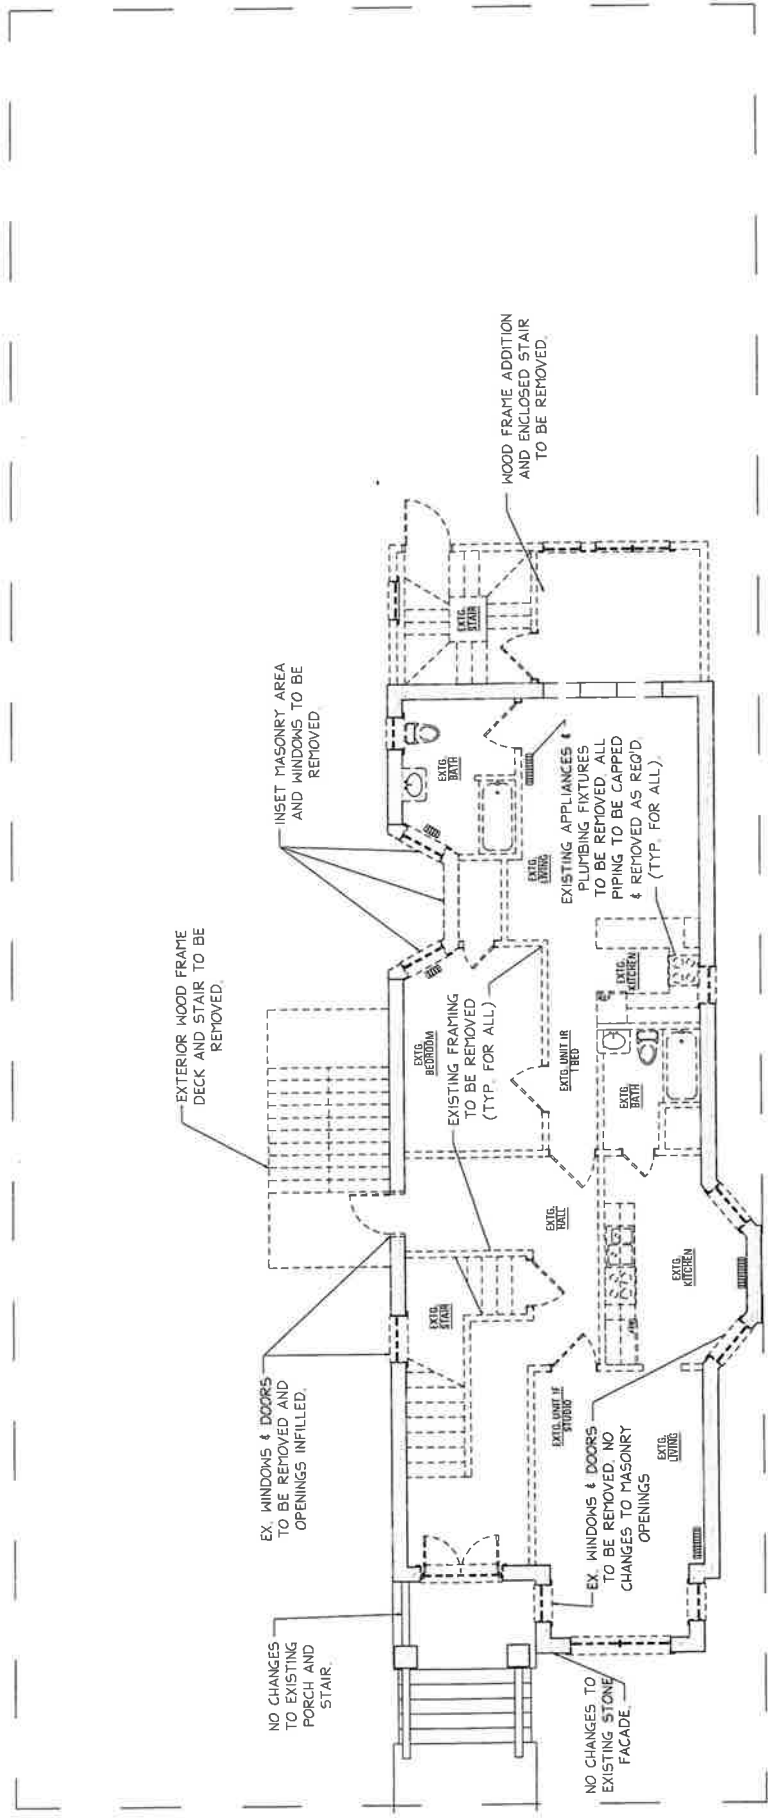 NO CHANGES
TO EXISTING
PORCH AND
STAIR.
EX. WINDOWS & DOORS
TO BE REMOVED AND
OPENINGS INFILLED.
EXTERIOR WOOD FRAME
DECK AND STAIR TO BE
REMOVED.
INSET MASONRY AREA
AND WINDOWS TO BE
REMOVED.
WOOD FRAME ADDITION
AND ENCLOSED STAIR
TO BE REMOVED.
EXTG.
STAIR
EXTG.
BEDROOM
EXISTING FRAMING
TO BE REMOVED
(TYP. FOR ALL)
EXTG.
BATH
EXTG.
STAIR
EXTG.
HALL
EXTG. UNIT 1R
1 BED
EXTG.
LIVING
EXISTING APPLIANCES &
PLUMBING FIXTURES
TO BE REMOVED, ALL
PIPING TO BE CAPPED
& REMOVED AS REQ'D.
(TYP. FOR ALL).
EXTG. UNIT 1F
STUDIO
EXTG.
BATH
EXTG.
KITCHEN
EXTG.
KITCHEN
EXTG.
LIVING
EX. WINDOWS & DOORS
TO BE REMOVED, NO
CHANGES TO MASONRY
OPENINGS
NO CHANGES TO
EXISTING STONE
FACADE.